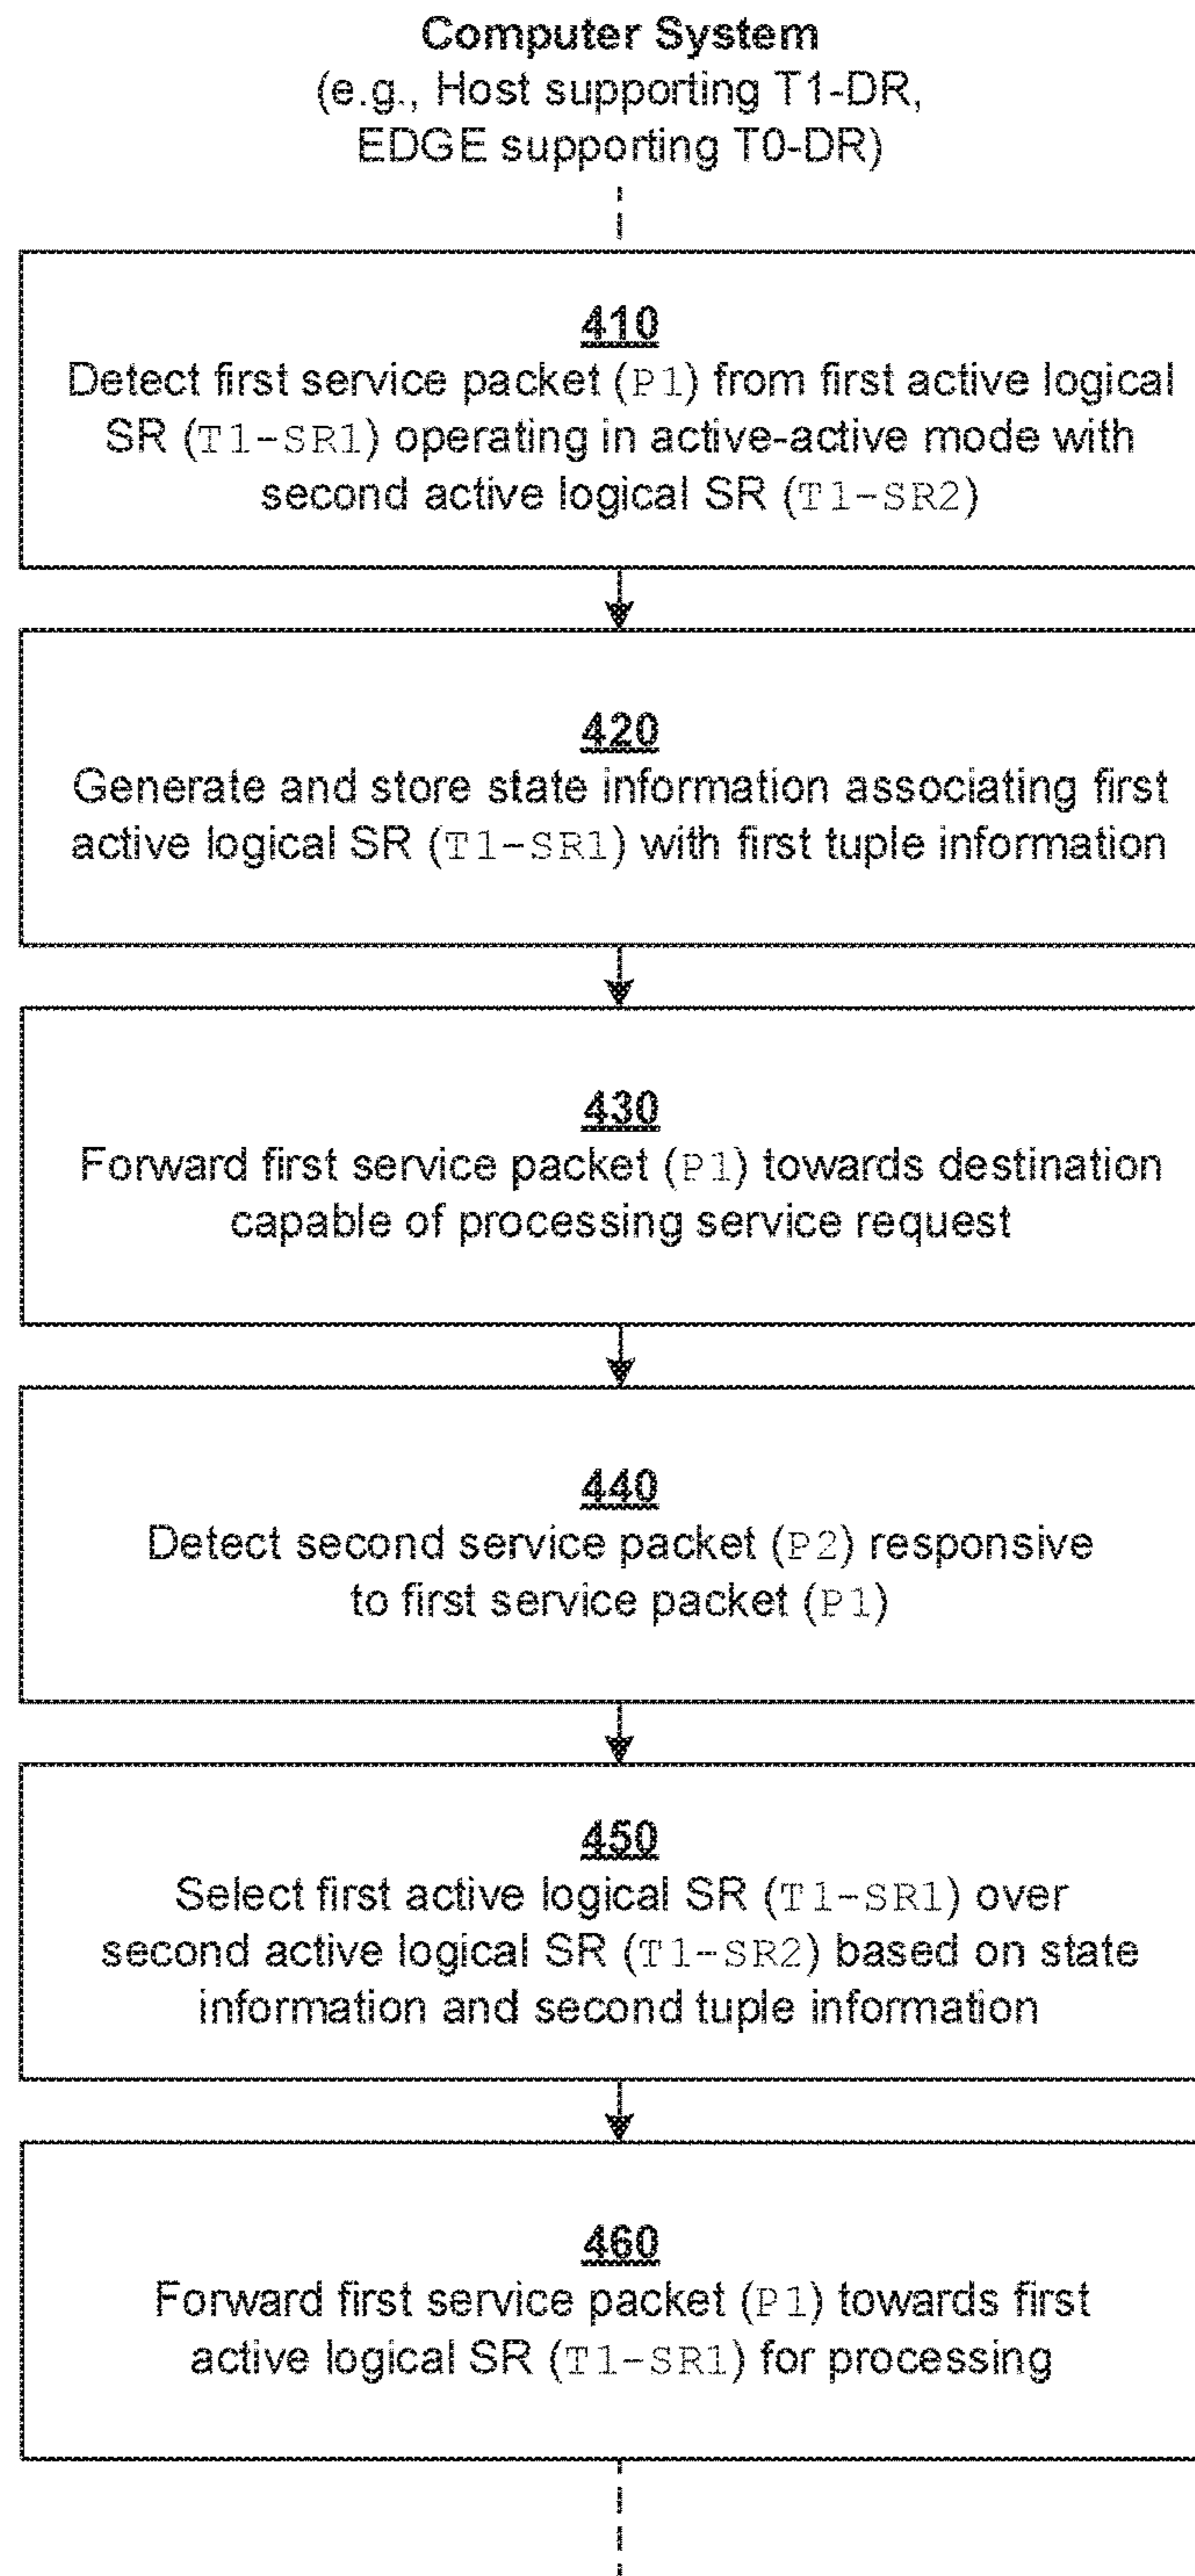 Computer System
(e.g., Host supporting T1-DR,
EDGE supporting T0-DR)
410
Detect first service packet (P1) from first active logical
SR (T1-SR1) operating in active-active mode with
second active logical SR (T1-SR2)
420
Generate and store state information associating first
active logical SR (T1-SR1) with first tuple information
430
Forward first service packet (P1) towards destination
capable of processing service request
440
Detect second service packet (P2) responsive
to first service packet (P1)
450
Select first active logical SR (T1-SR1) over
second active logical SR (T1-SR2) based on state
information and second tuple information
460
Forward first service packet (P1) towards first
active logical SR (T1-SR1) for processing